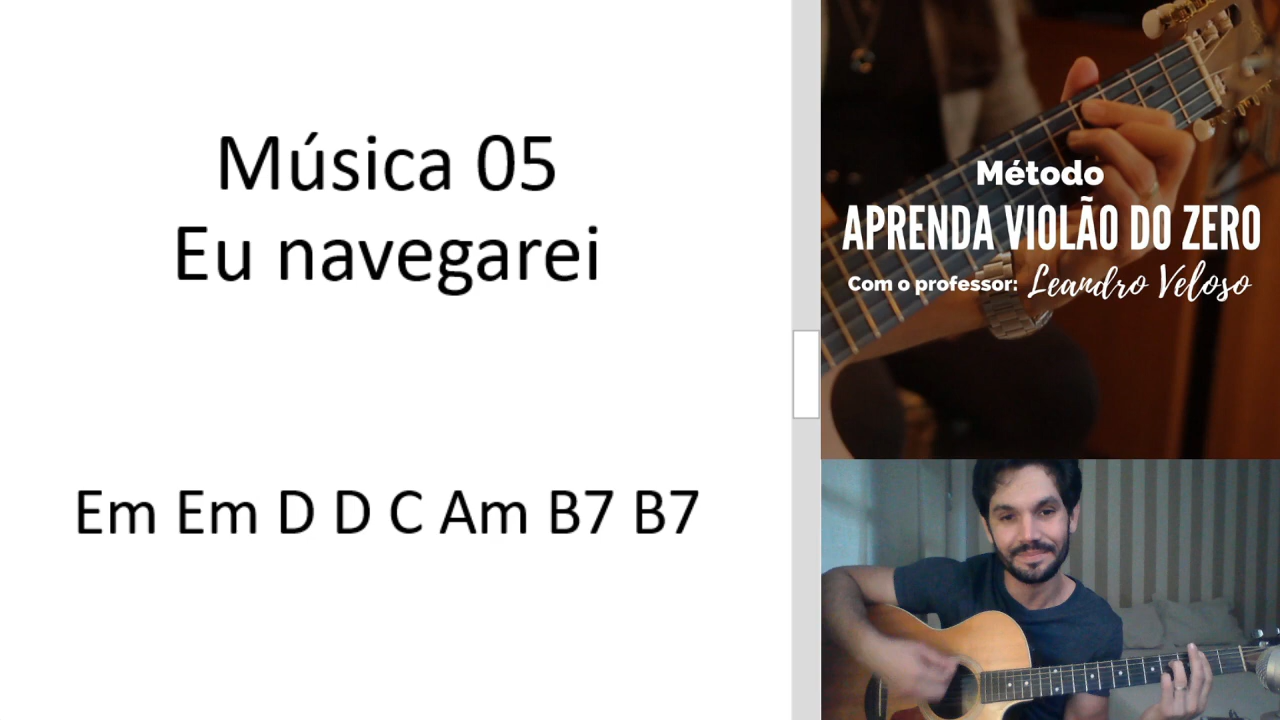 Música 05
Eu navegarei
Em Em D D C Am B7 B7
Método
APRENDA VIOLÃO DO ZERO
Com o professor: Leandro Veloso